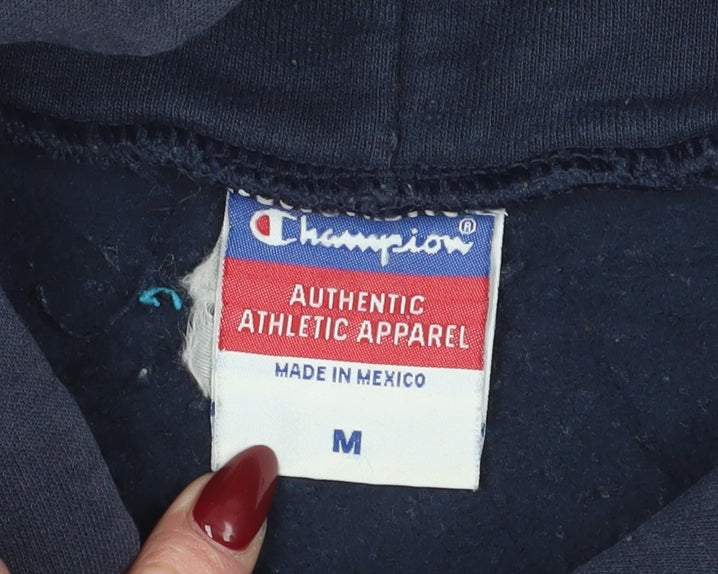 Champion®
AUTHENTIC
ATHLETIC APPAREL
MADE IN MEXICO
M